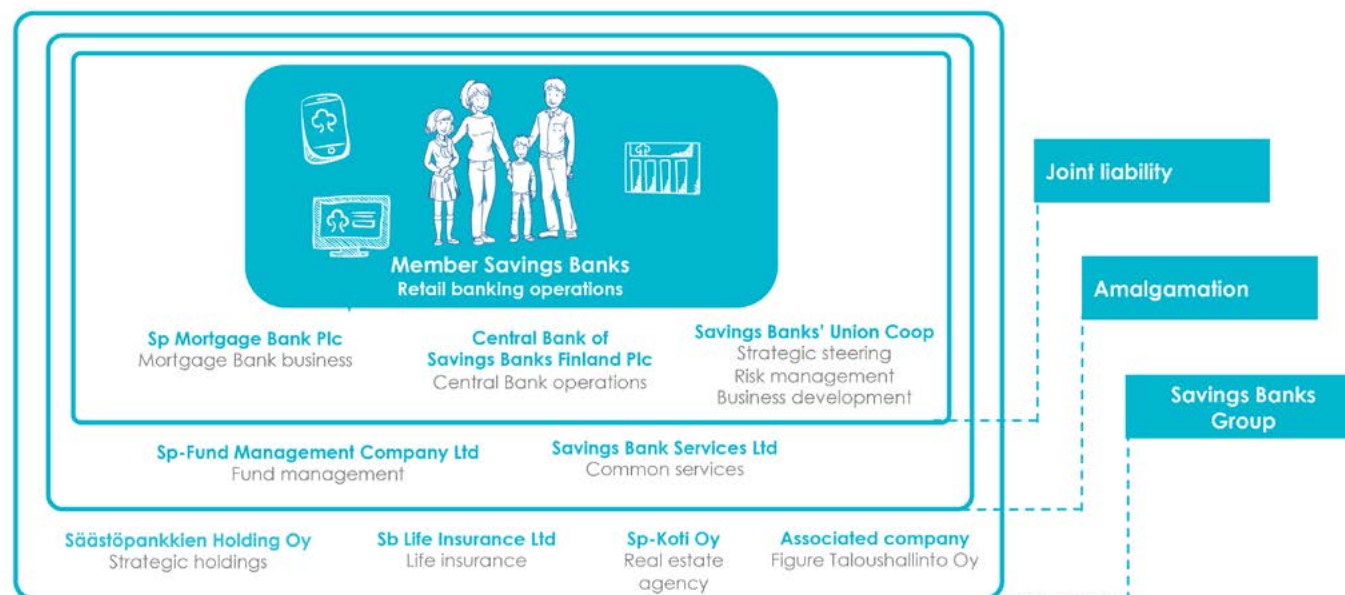 Member Savings Banks
Retail banking operations
Sp Mortgage Bank Plc
Mortgage Bank business
Central Bank of
Savings Banks Finland Plc
Central Bank operations
Savings Banks' Union Coop
Strategic steering
Risk management
Business development
Sp-Fund Management Company Ltd
Fund management
Savings Bank Services Ltd
Common services
Säästöpankkien Holding Oy
Strategic holdings
Sb Life Insurance Ltd
Life insurance
Sp-Koti Oy
Real estate
agency
Associated company
Figure Taloushallinto Oy
Joint liability
Amalgamation
Savings Banks
Group